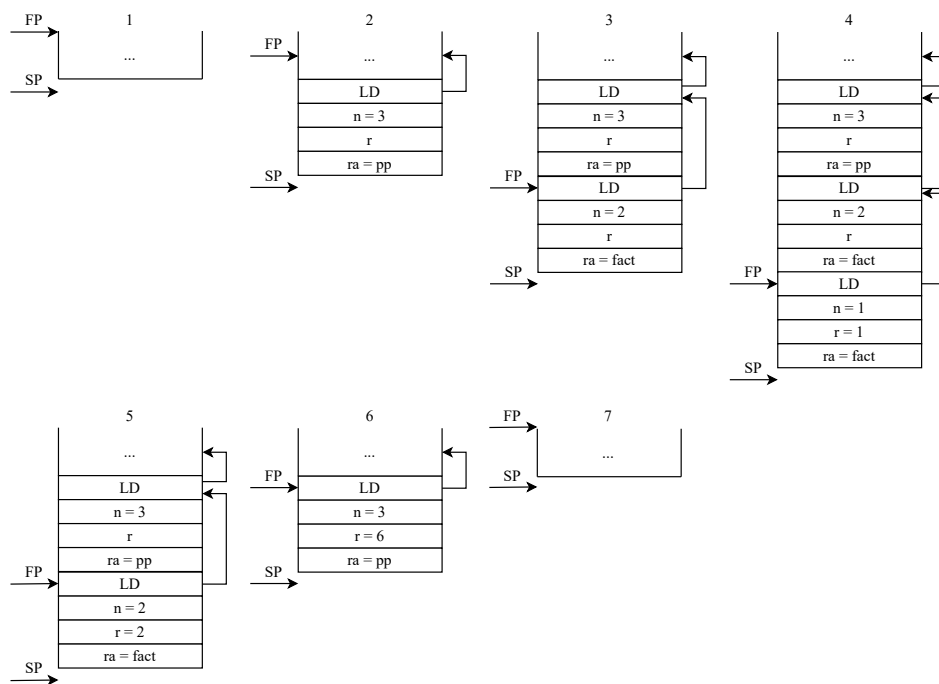 1
FP
...
SP
2
FP
...
LD
n = 3
r
ra = pp
SP
3
...
LD
n = 3
r
ra = pp
FP
LD
n = 2
r
ra = fact
SP
4
...
LD
n = 3
r
ra = pp
LD
n = 2
r
ra = fact
FP
LD
n = 1
r = 1
ra = fact
SP
5
...
LD
n = 3
r
ra = pp
FP
LD
n = 2
r = 2
ra = fact
SP
6
...
FP
LD
n = 3
r = 6
ra = pp
SP
7
FP
...
SP